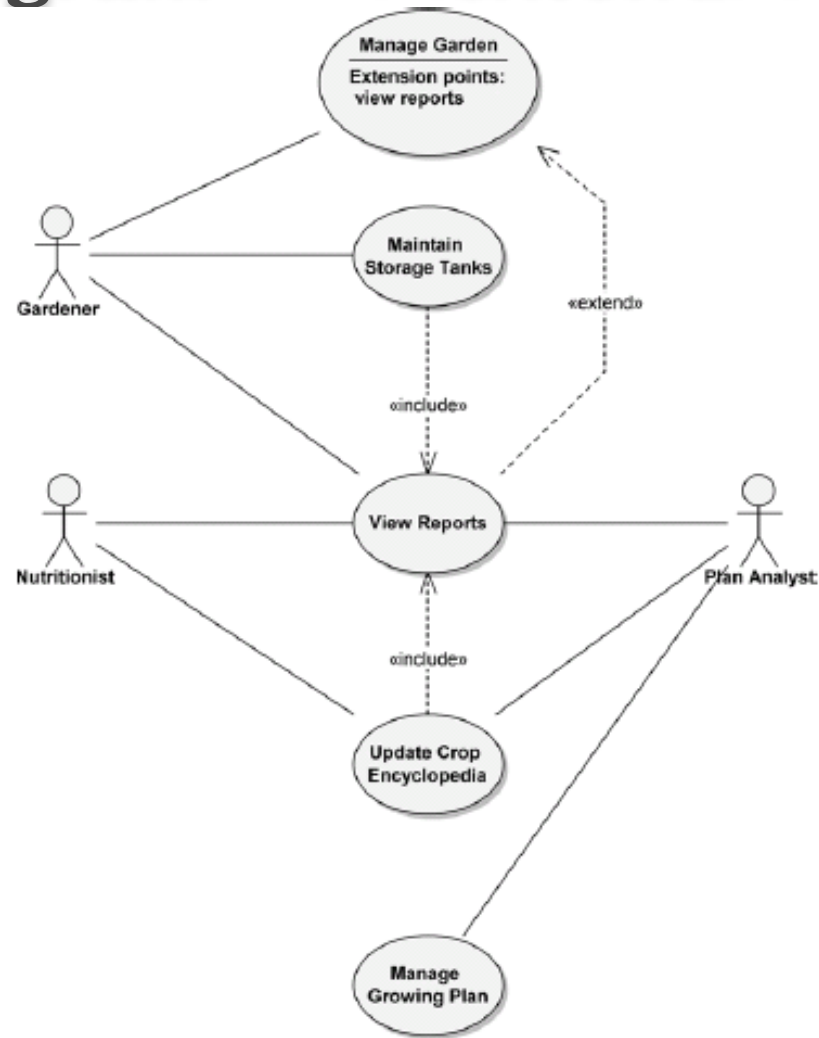 Manage Garden
Extension points:
view reports
Maintain
Storage Tanks
Gardener
«extend»
«include»
View Reports
Nutritionist
Plan Analyst
«include»
Update Crop
Encyclopedia
Manage
Growing Plan